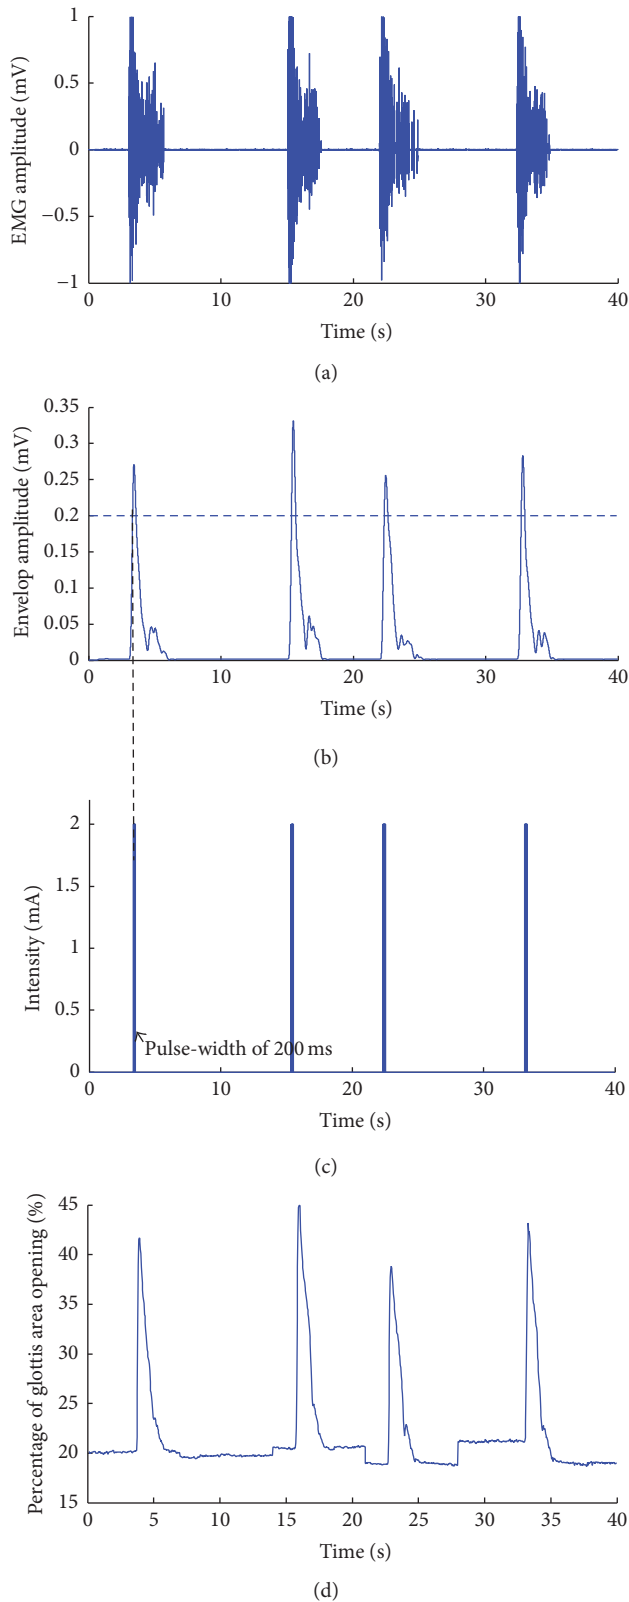 1
0.5
0
−0.5
−1
EMG amplitude (mV)
0 10 20 30 40
Time (s)
(a)
0.35
0.3
0.25
0.2
0.15
0.1
0.05
0
Envelop amplitude (mV)
0 10 20 30 40
Time (s)
(b)
2
1.5
1
0.5
0
Intensity (mA)
Pulse-width of 200 ms
0 10 20 30 40
Time (s)
(c)
45
40
35
30
25
20
15
Percentage of glottis area opening (%)
0 5 10 15 20 25 30 35 40
Time (s)
(d)